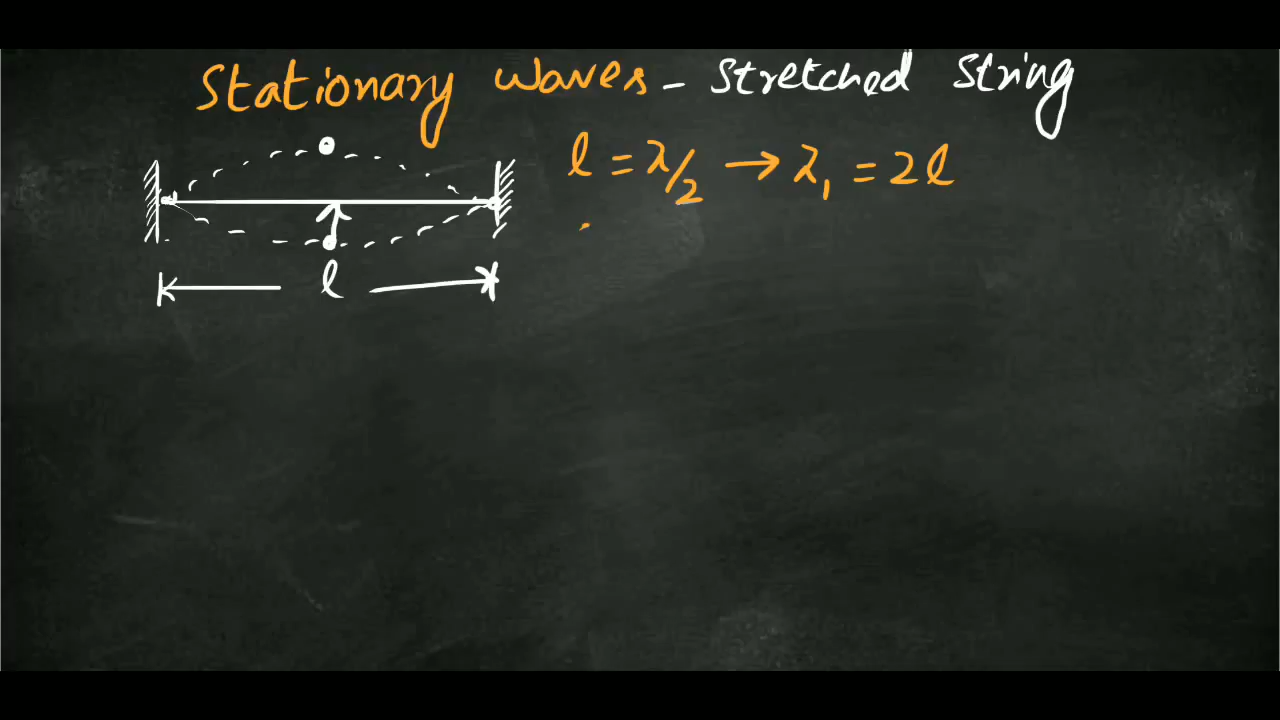 Stationary waves - Stretched String
l = λ/2 → λ₁ = 2l
l